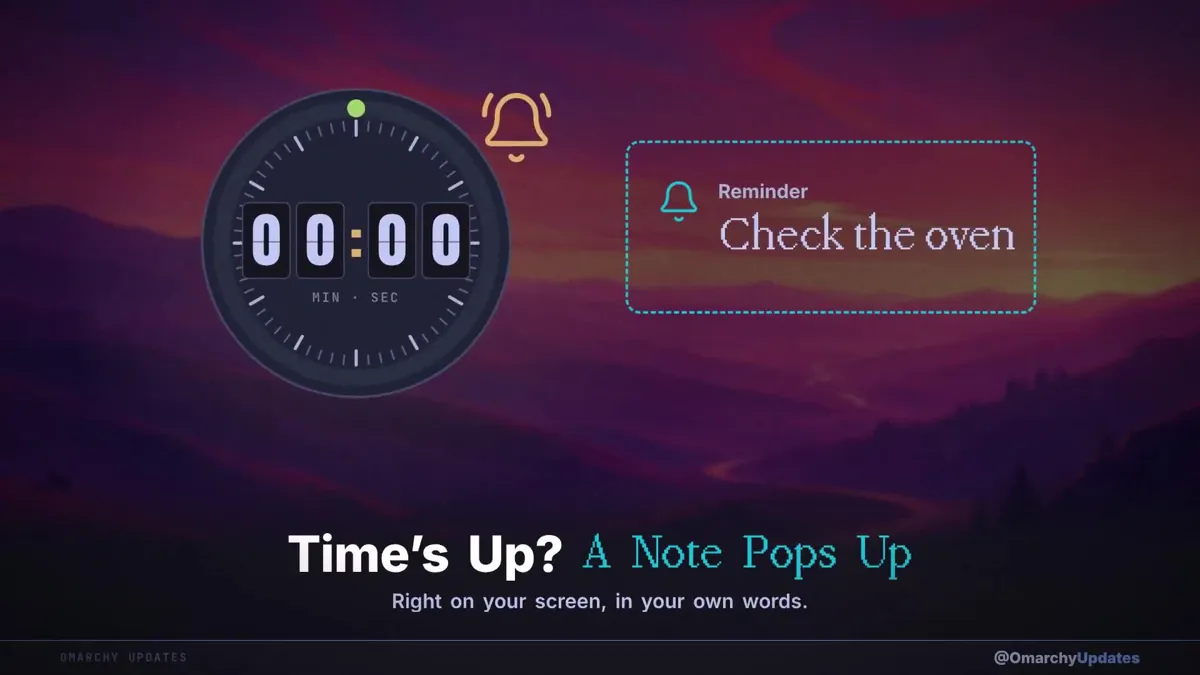 00:00
MIN · SEC
Reminder
Check the oven
Time’s Up? A Note Pops Up
Right on your screen, in your own words.
OMARCHY UPDATES
@OmarchyUpdates